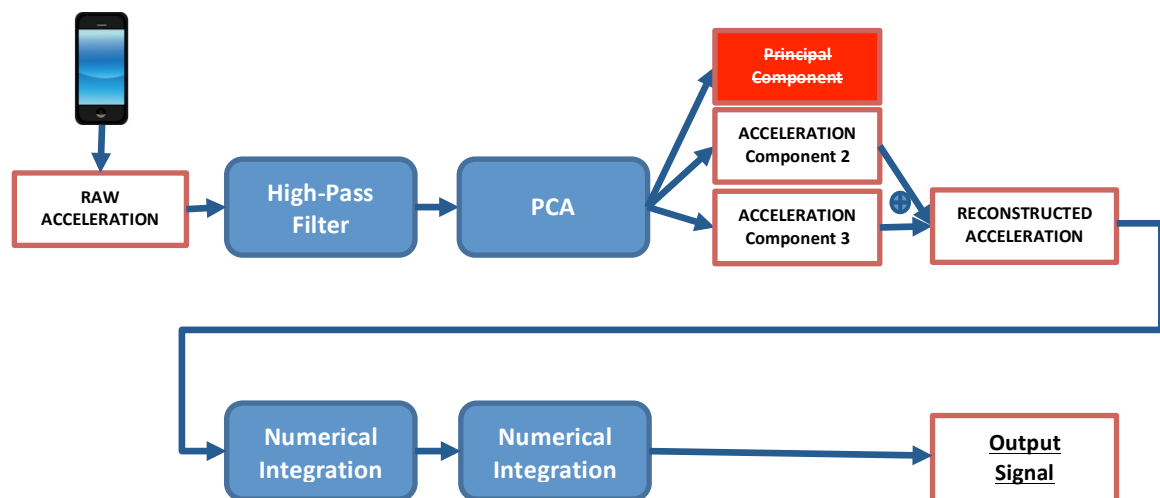 Principal
Component
ACCELERATION
Component 2
RAW
ACCELERATION
High-Pass
Filter
PCA
ACCELERATION
Component 3
RECONSTRUCTED
ACCELERATION
Numerical
Integration
Numerical
Integration
Output
Signal